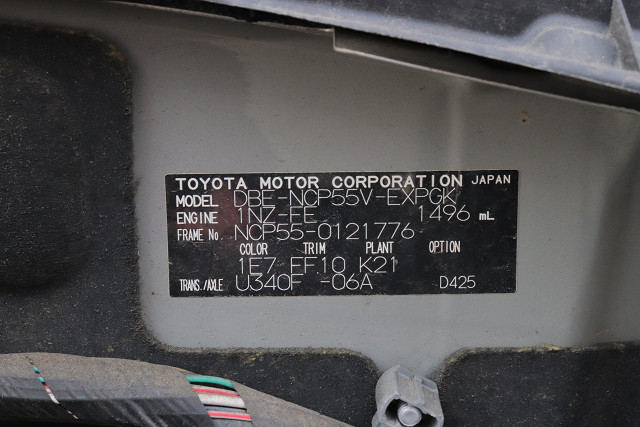 TOYOTA MOTOR CORPORATION JAPAN
MODEL DBE-NCP55V-EXPGK
ENGINE 1NZ-FE 1496 mL
FRAME No. NCP55-0121776
COLOR TRIM PLANT OPTION
1E7 FF10 K21
TRANS./AXLE U340F -06A D425